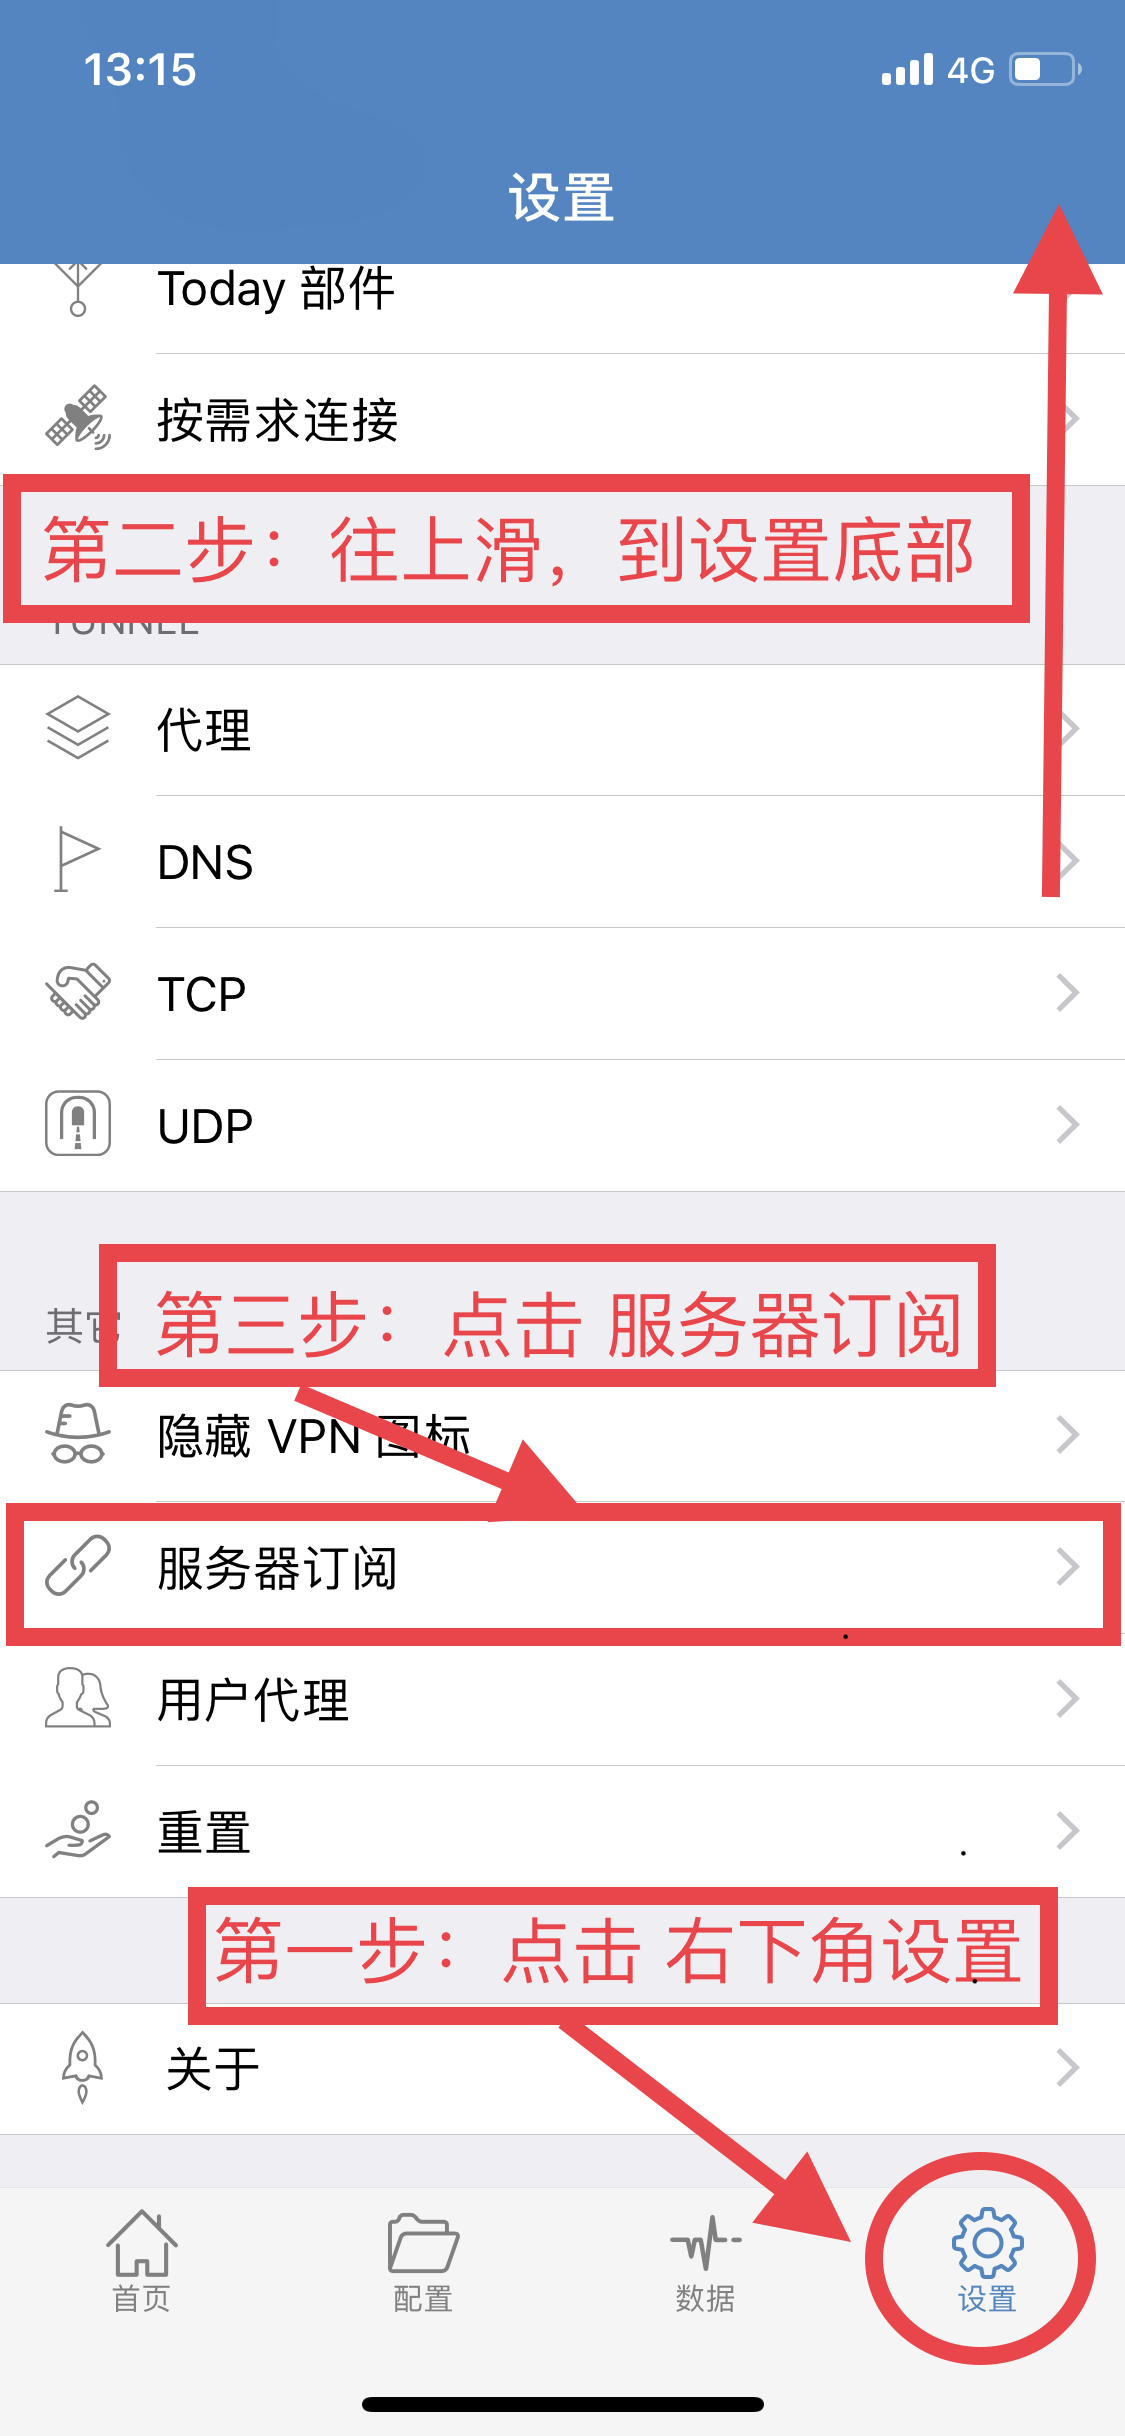 13:15
4G
设置
Today 部件
按需求连接
第二步：往上滑，到设置底部
TUNNEL
代理
DNS
TCP
UDP
其它
第三步：点击 服务器订阅
隐藏 VPN 图标
服务器订阅
用户代理
重置
第一步：点击 右下角设置
关于
首页
配置
数据
设置